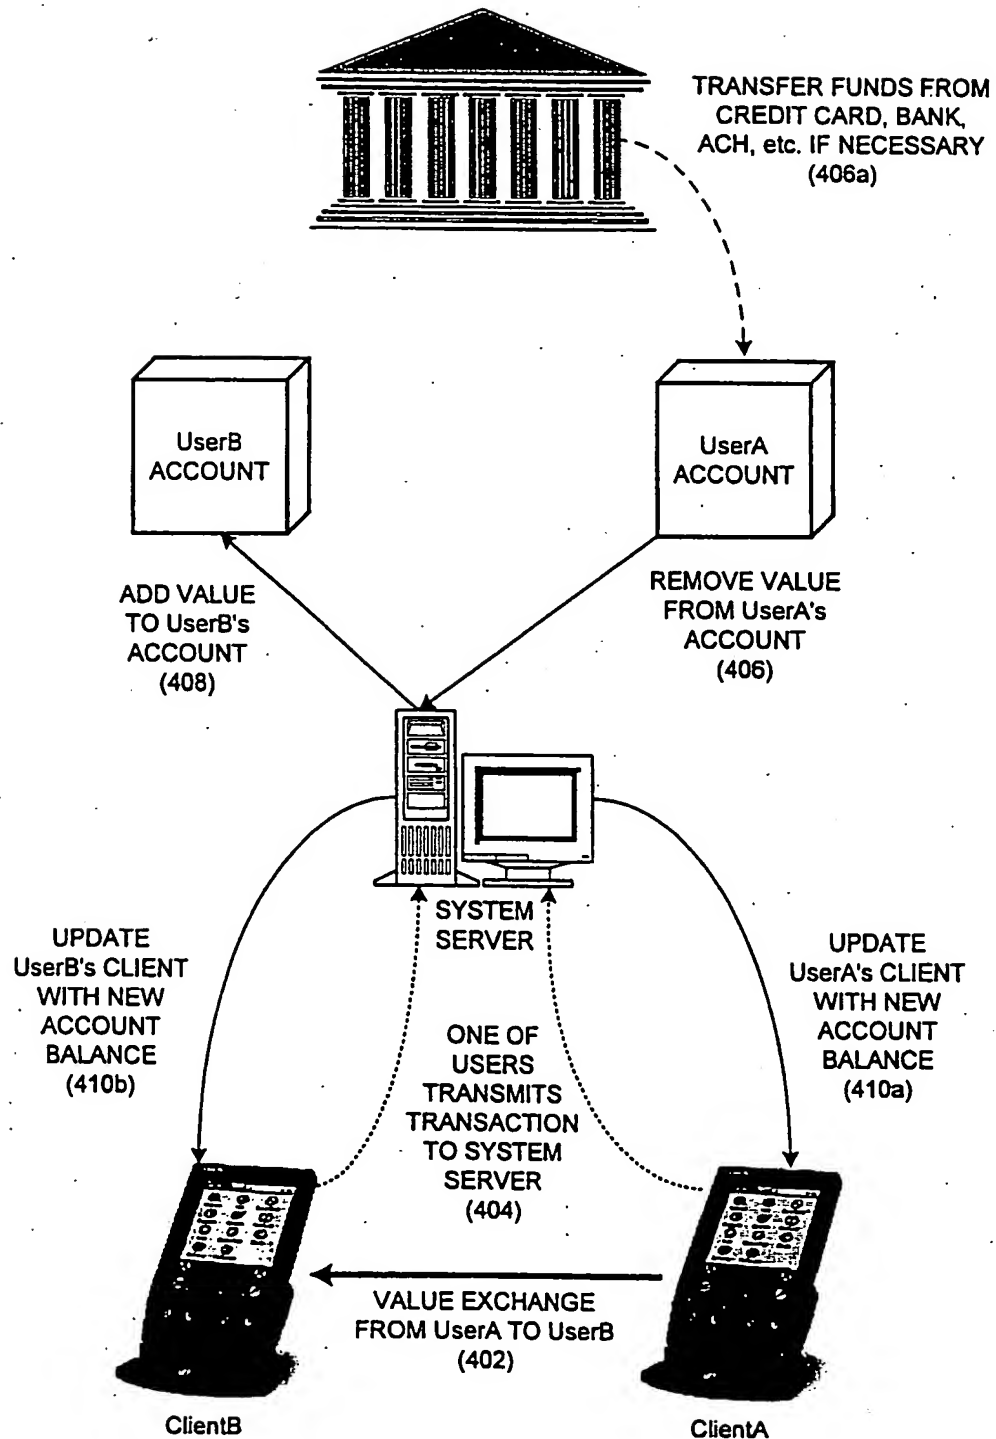 TRANSFER FUNDS FROM
CREDIT CARD, BANK,
ACH, etc. IF NECESSARY
(406a)
UserB
ACCOUNT
UserA
ACCOUNT
ADD VALUE
TO UserB's
ACCOUNT
(408)
REMOVE VALUE
FROM UserA's
ACCOUNT
(406)
SYSTEM
SERVER
UPDATE
UserB's CLIENT
WITH NEW
ACCOUNT
BALANCE
(410b)
UPDATE
UserA's CLIENT
WITH NEW
ACCOUNT
BALANCE
(410a)
ONE OF
USERS
TRANSMITS
TRANSACTION
TO SYSTEM
SERVER
(404)
VALUE EXCHANGE
FROM UserA TO UserB
(402)
ClientB
ClientA